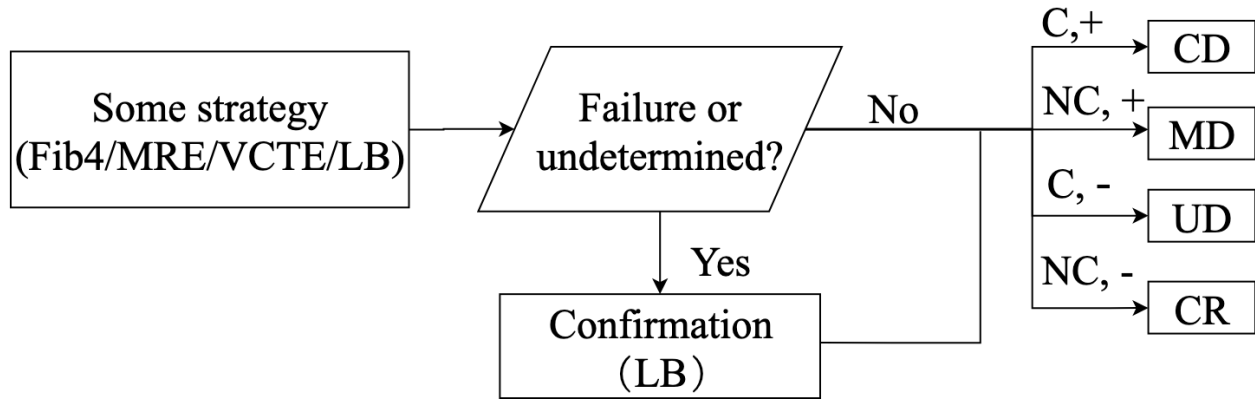 Some strategy
(Fib4/MRE/VCTE/LB)
Failure or
undetermined?
No
Yes
Confirmation
（LB）
C,+
CD
NC, +
MD
C, -
UD
NC, -
CR